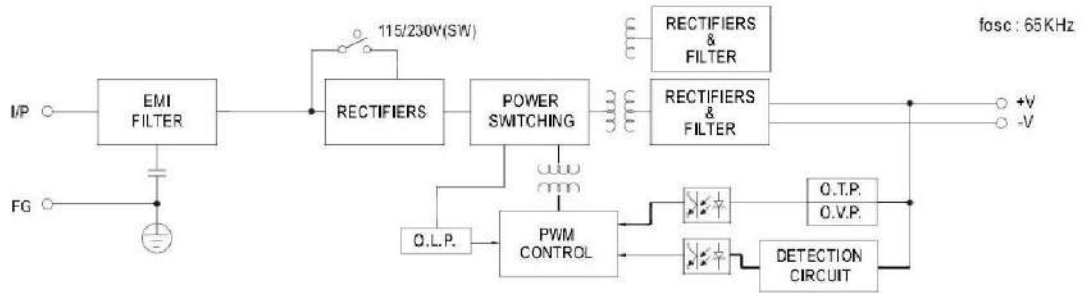 115/230V(SW)
RECTIFIERS
&
FILTER
fosc : 65KHz
I/P
EMI
FILTER
RECTIFIERS
POWER
SWITCHING
RECTIFIERS
&
FILTER
+V
-V
FG
O.L.P.
PWM
CONTROL
O.T.P.
O.V.P.
DETECTION
CIRCUIT